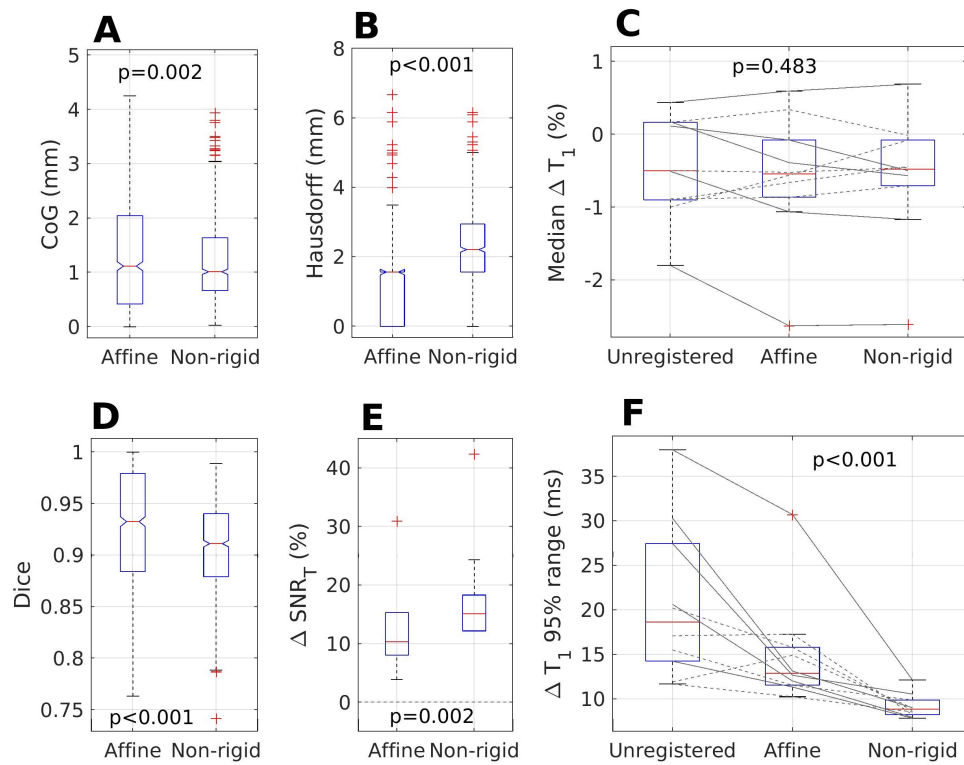 A
CoG (mm)
5
4
3
2
1
0
p=0.002
Affine Non-rigid
B
Hausdorff (mm)
8
6
4
2
0
p<0.001
Affine Non-rigid
C
Median Δ T1 (%)
1
0
-1
-2
p=0.483
Unregistered Affine Non-rigid
D
Dice
1
0.95
0.9
0.85
0.8
0.75
p<0.001
Affine Non-rigid
E
Δ SNRT (%)
40
30
20
10
0
p=0.002
Affine Non-rigid
F
Δ T1 95% range (ms)
35
30
25
20
15
10
p<0.001
Unregistered Affine Non-rigid